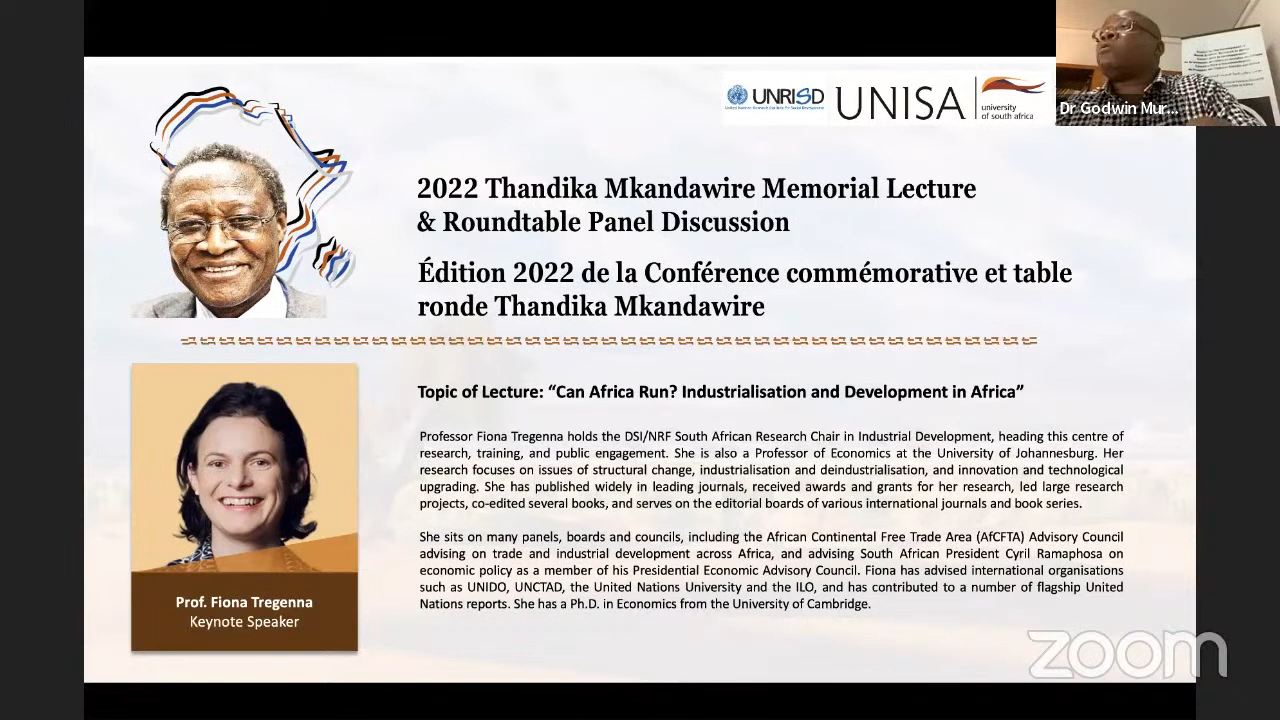 UNRISD
UNISA
university
of south africa
Dr Godwin Mur...
2022 Thandika Mkandawire Memorial Lecture
& Roundtable Panel Discussion
Édition 2022 de la Conférence commémorative et table
ronde Thandika Mkandawire
Topic of Lecture: “Can Africa Run? Industrialisation and Development in Africa”
Professor Fiona Tregenna holds the DSI/NRF South African Research Chair in Industrial Development, heading this centre of
research, training, and public engagement. She is also a Professor of Economics at the University of Johannesburg. Her
research focuses on issues of structural change, industrialisation and deindustrialisation, and innovation and technological
upgrading. She has published widely in leading journals, received awards and grants for her research, led large research
projects, co-edited several books, and serves on the editorial boards of various international journals and book series.
She sits on many panels, boards and councils, including the African Continental Free Trade Area (AfCFTA) Advisory Council
advising on trade and industrial development across Africa, and advising South African President Cyril Ramaphosa on
economic policy as a member of his Presidential Economic Advisory Council. Fiona has advised international organisations
such as UNIDO, UNCTAD, the United Nations University and the ILO, and has contributed to a number of flagship United
Nations reports. She has a Ph.D. in Economics from the University of Cambridge.
Prof. Fiona Tregenna
Keynote Speaker
zoom